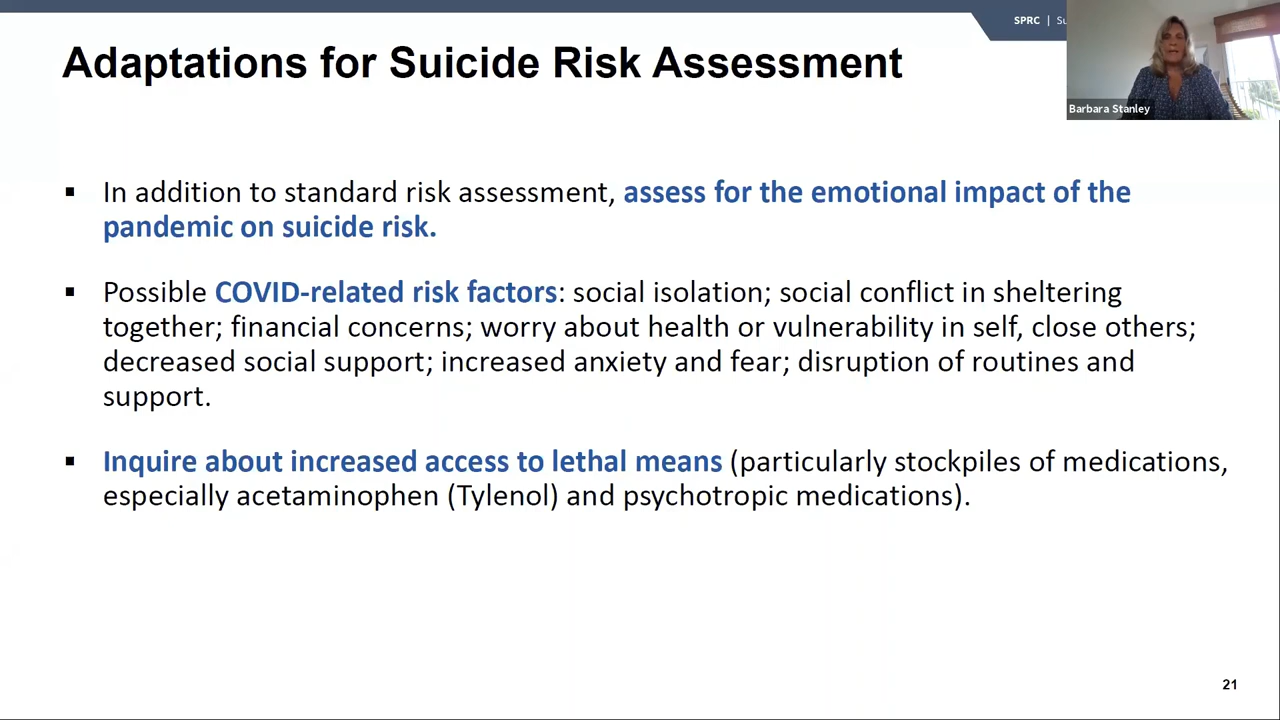 SPRC |
Adaptations for Suicide Risk Assessment
Barbara Stanley
▪ In addition to standard risk assessment, assess for the emotional impact of the
pandemic on suicide risk.
▪ Possible COVID-related risk factors: social isolation; social conflict in sheltering
together; financial concerns; worry about health or vulnerability in self, close others;
decreased social support; increased anxiety and fear; disruption of routines and
support.
▪ Inquire about increased access to lethal means (particularly stockpiles of medications,
especially acetaminophen (Tylenol) and psychotropic medications).
21